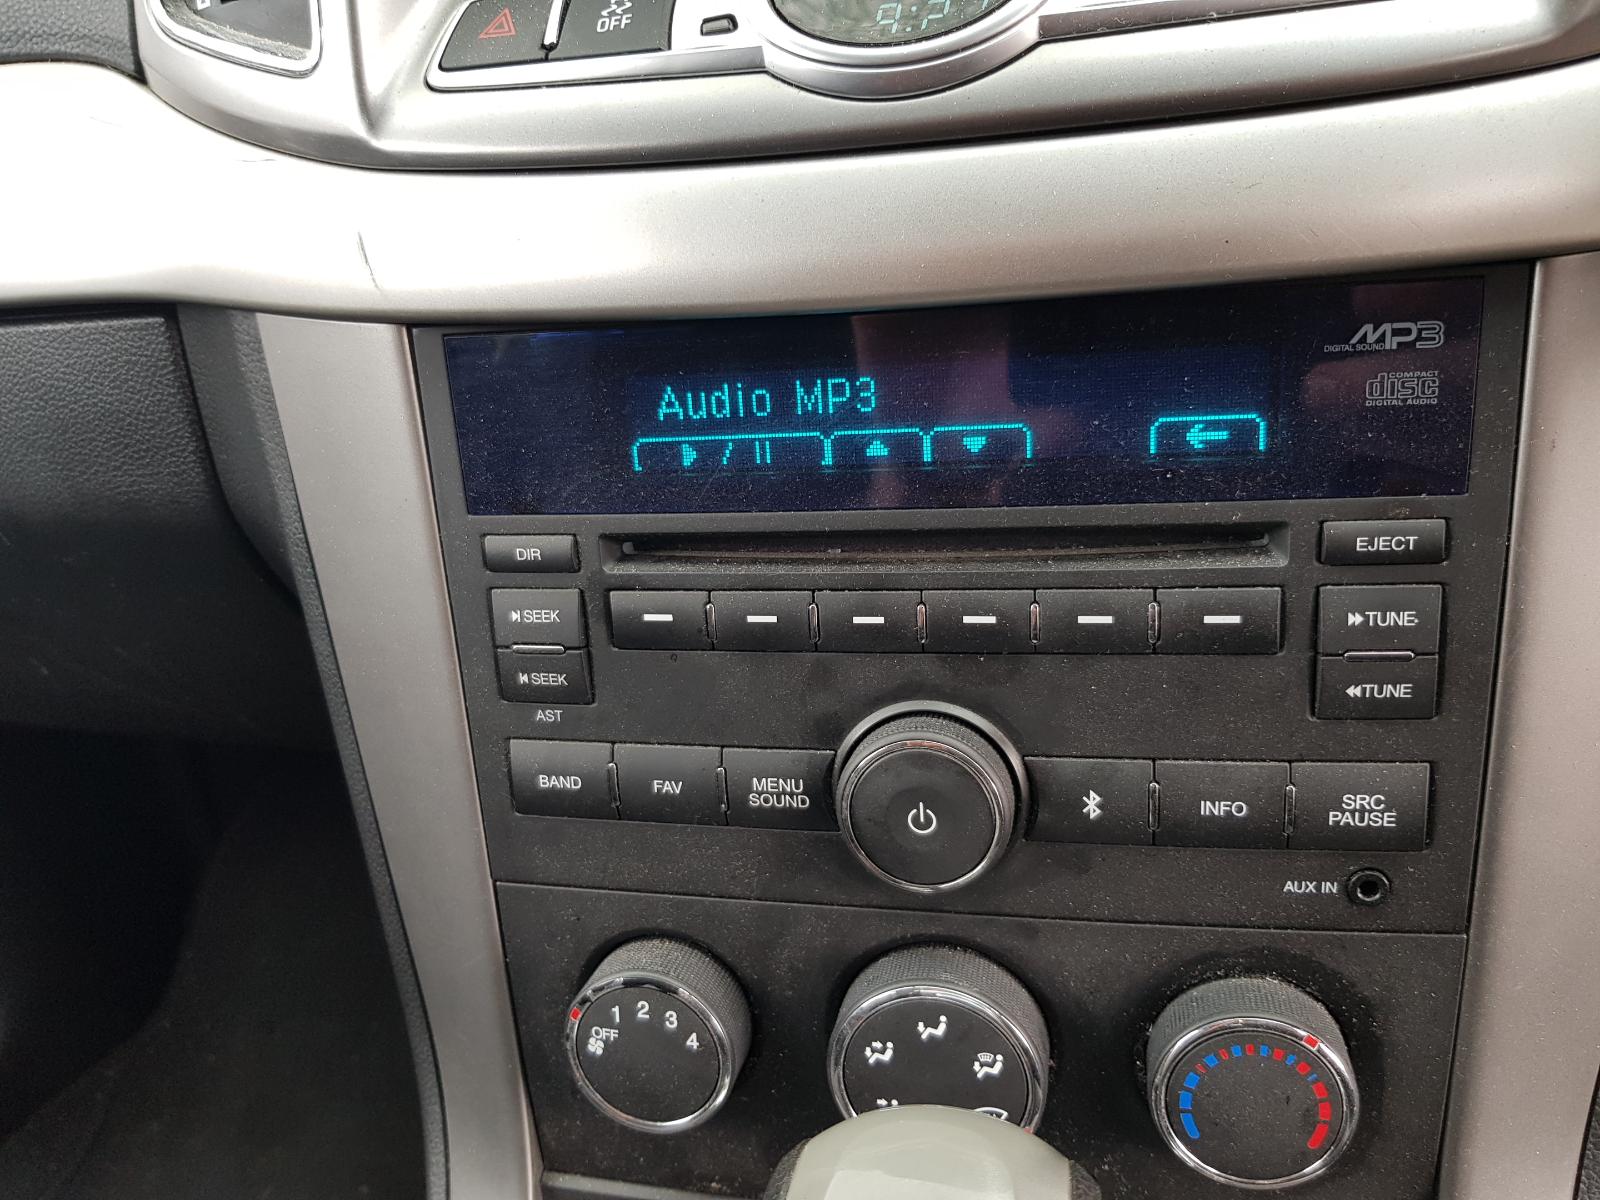 OFF
Audio MP3
MP3
DIGITAL SOUND
COMPACT
disc
DIGITAL AUDIO
DIR
EJECT
SEEK
TUNE
SEEK
TUNE
AST
BAND
FAV
MENU
SOUND
INFO
SRC
PAUSE
AUX IN
OFF 1 2 3 4